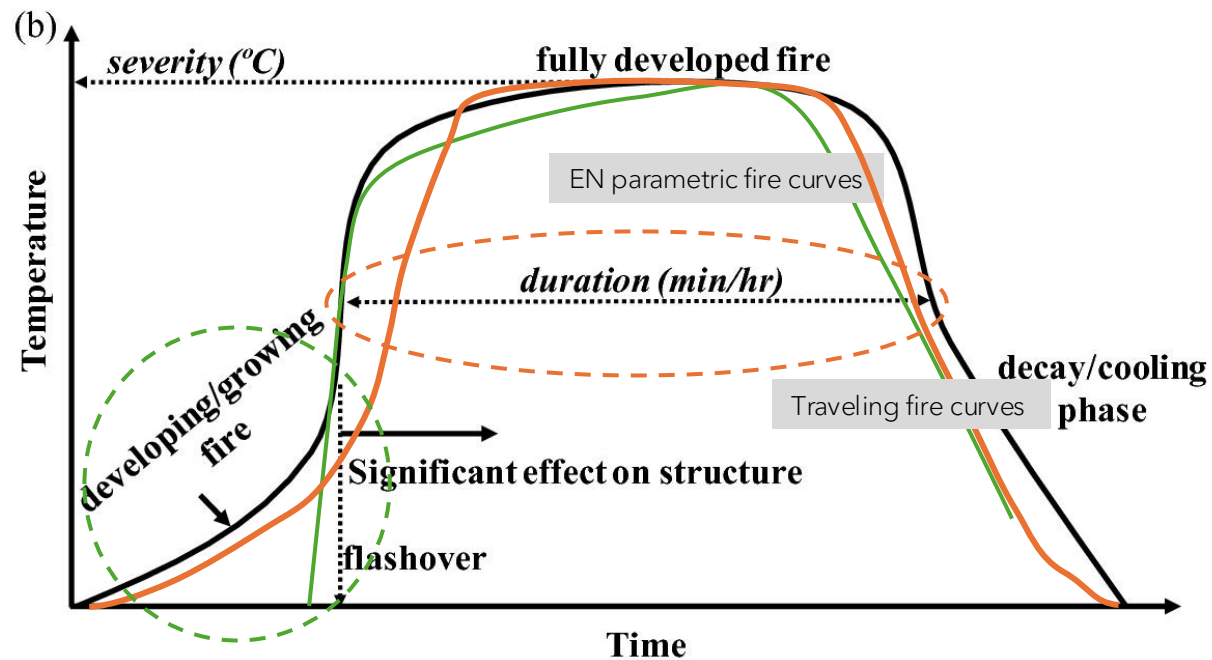 (b)
severity (ºC)
fully developed fire
EN parametric fire curves
Temperature
duration (min/hr)
developing/growing
fire
decay/cooling
phase
Traveling fire curves
Significant effect on structure
flashover
Time